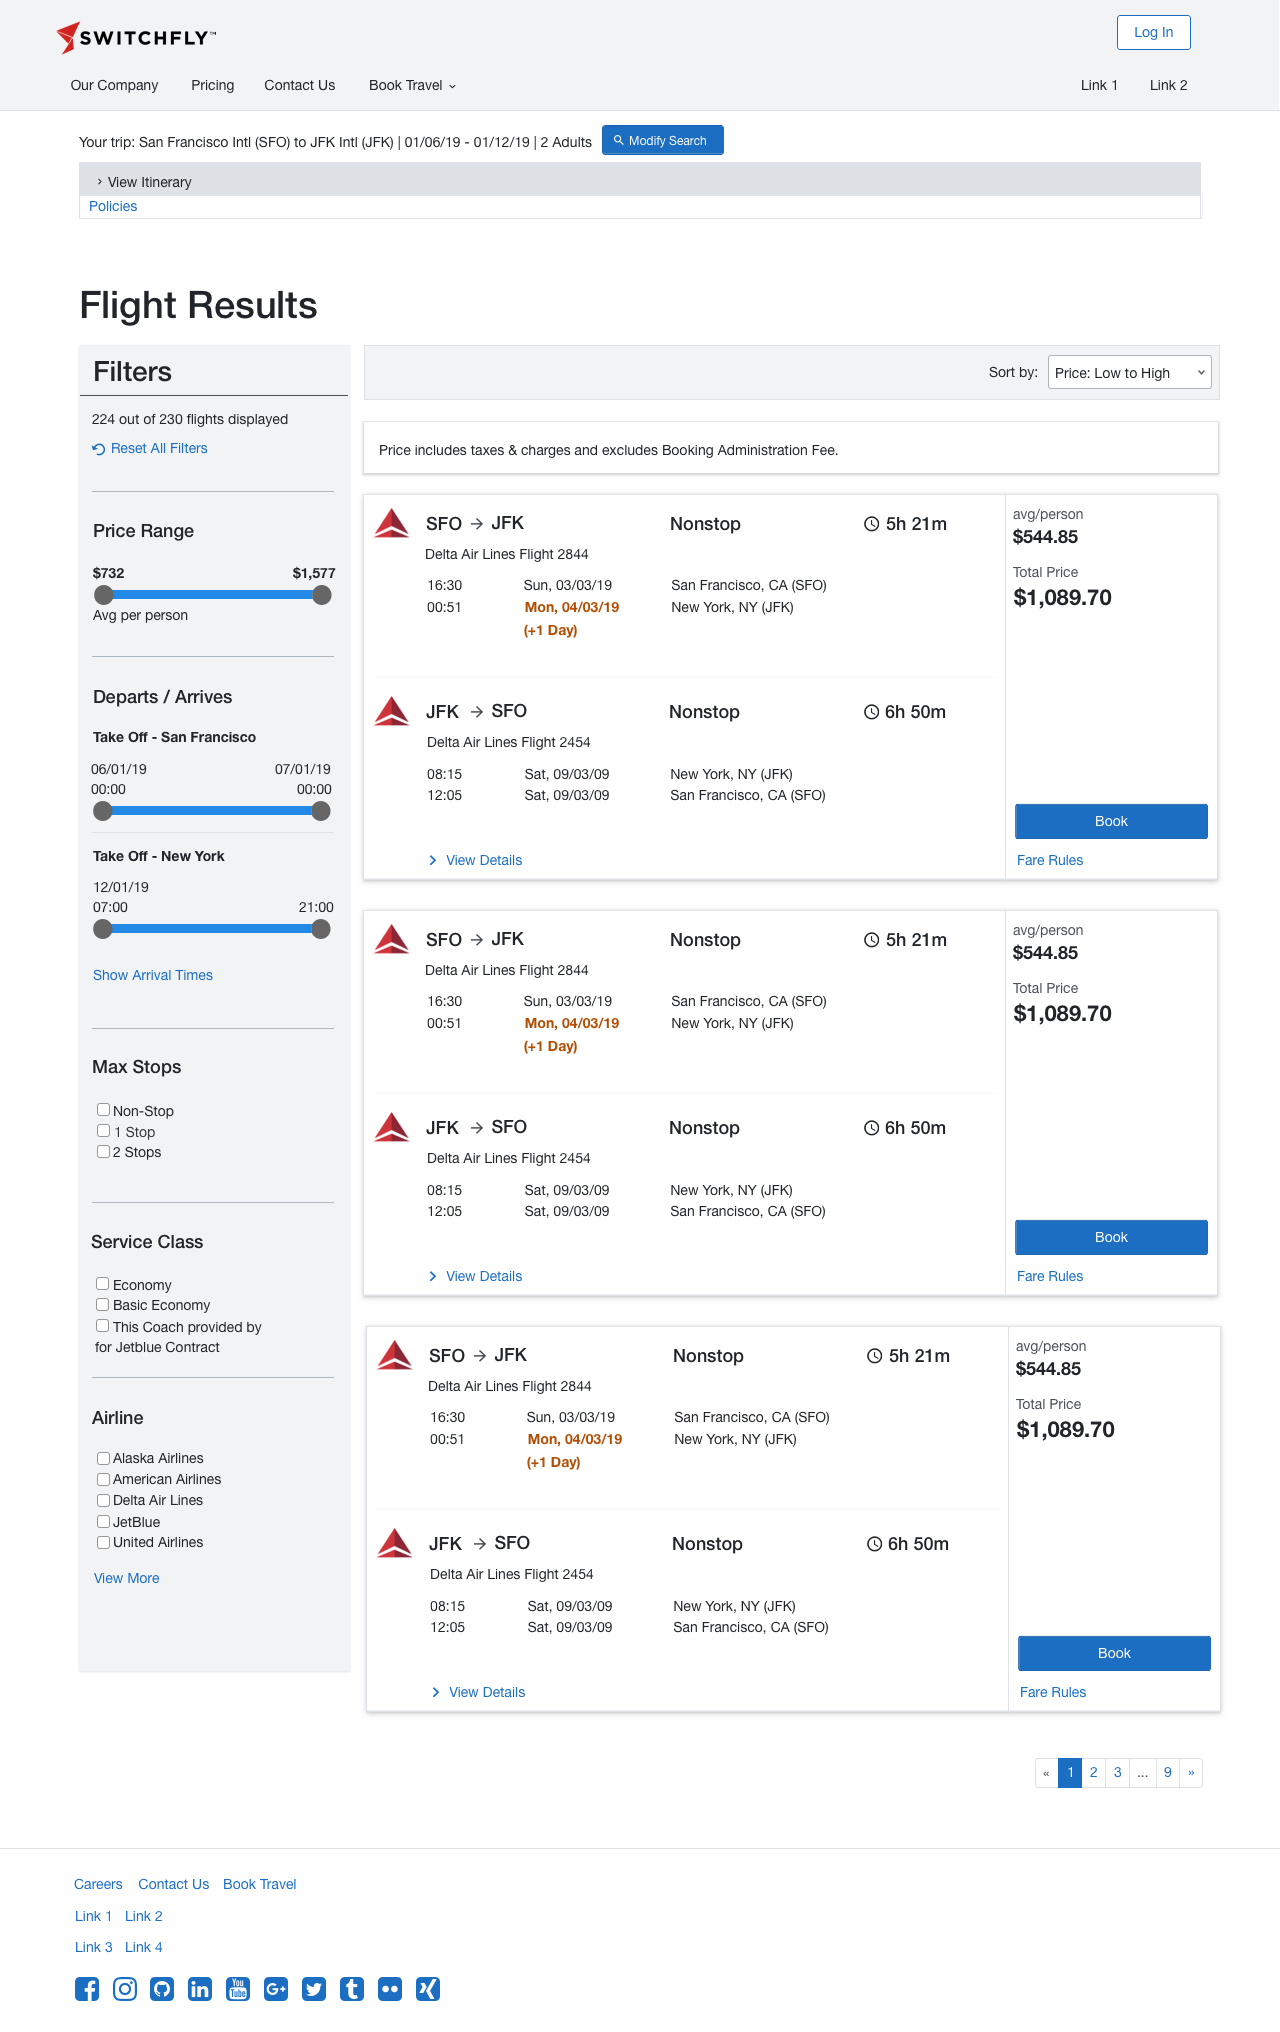 SWITCHFLY™
Log In
Our Company Pricing Contact Us Book Travel Link 1 Link 2
Your trip: San Francisco Intl (SFO) to JFK Intl (JFK) | 01/06/19 - 01/12/19 | 2 Adults Modify Search
View Itinerary
Policies
Flight Results
Filters
224 out of 230 flights displayed
Reset All Filters
Price Range
$732 $1,577
Avg per person
Departs / Arrives
Take Off - San Francisco
06/01/19 07/01/19
00:00 00:00
Take Off - New York
12/01/19
07:00 21:00
Show Arrival Times
Max Stops
Non-Stop
1 Stop
2 Stops
Service Class
Economy
Basic Economy
This Coach provided by
for Jetblue Contract
Airline
Alaska Airlines
American Airlines
Delta Air Lines
JetBlue
United Airlines
View More
Sort by: Price: Low to High
Price includes taxes & charges and excludes Booking Administration Fee.
SFO → JFK Nonstop 5h 21m
Delta Air Lines Flight 2844
16:30 Sun, 03/03/19 San Francisco, CA (SFO)
00:51 Mon, 04/03/19 New York, NY (JFK)
(+1 Day)
JFK → SFO Nonstop 6h 50m
Delta Air Lines Flight 2454
08:15 Sat, 09/03/09 New York, NY (JFK)
12:05 Sat, 09/03/09 San Francisco, CA (SFO)
View Details
avg/person
$544.85
Total Price
$1,089.70
Book
Fare Rules
SFO → JFK Nonstop 5h 21m
Delta Air Lines Flight 2844
16:30 Sun, 03/03/19 San Francisco, CA (SFO)
00:51 Mon, 04/03/19 New York, NY (JFK)
(+1 Day)
JFK → SFO Nonstop 6h 50m
Delta Air Lines Flight 2454
08:15 Sat, 09/03/09 New York, NY (JFK)
12:05 Sat, 09/03/09 San Francisco, CA (SFO)
View Details
avg/person
$544.85
Total Price
$1,089.70
Book
Fare Rules
SFO → JFK Nonstop 5h 21m
Delta Air Lines Flight 2844
16:30 Sun, 03/03/19 San Francisco, CA (SFO)
00:51 Mon, 04/03/19 New York, NY (JFK)
(+1 Day)
JFK → SFO Nonstop 6h 50m
Delta Air Lines Flight 2454
08:15 Sat, 09/03/09 New York, NY (JFK)
12:05 Sat, 09/03/09 San Francisco, CA (SFO)
View Details
avg/person
$544.85
Total Price
$1,089.70
Book
Fare Rules
« 1 2 3 ... 9 »
Careers Contact Us Book Travel
Link 1 Link 2
Link 3 Link 4
You Tube